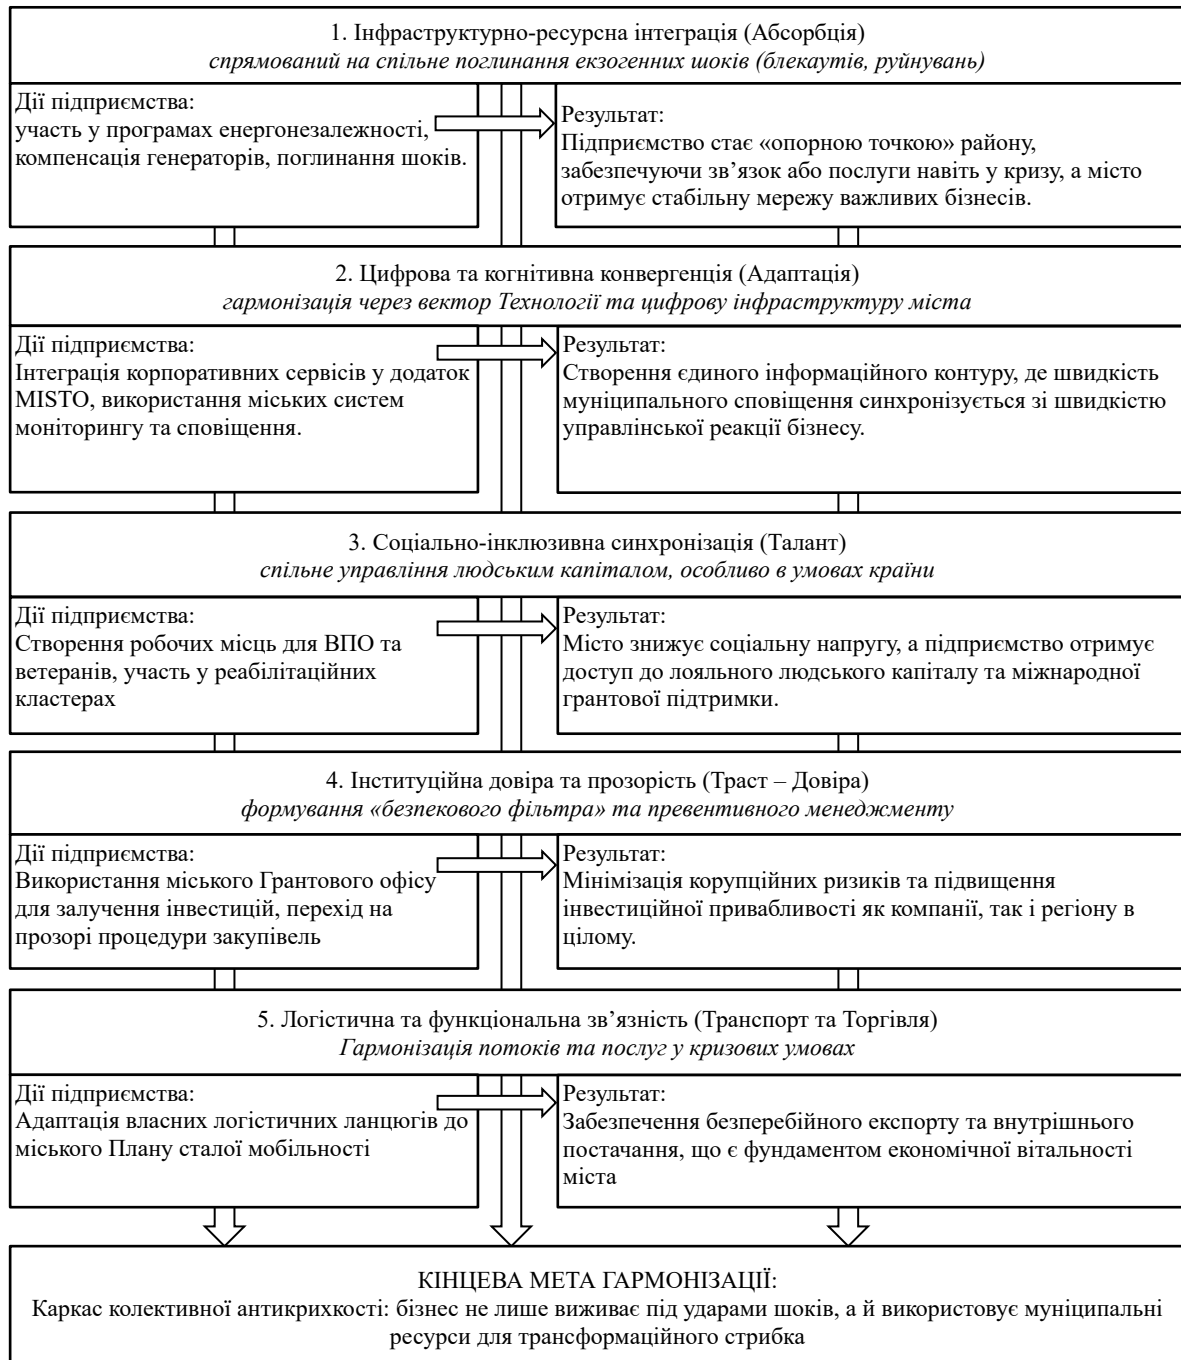 1. Інфраструктурно-ресурсна інтеграція (Абсорбція)
спрямований на спільне поглинання екзогенних шоків (блекаутів, руйнувань)
Дії підприємства:
участь у програмах енергонезалежності,
компенсація генераторів, поглинання шоків.
Результат:
Підприємство стає «опорною точкою» району,
забезпечуючи зв’язок або послуги навіть у кризу, а місто
отримує стабільну мережу важливих бізнесів.
2. Цифрова та когнітивна конвергенція (Адаптація)
гармонізація через вектор Технології та цифрову інфраструктуру міста
Дії підприємства:
Інтеграція корпоративних сервісів у додаток
MISTO, використання міських систем
моніторингу та сповіщення.
Результат:
Створення єдиного інформаційного контуру, де швидкість
муніципального сповіщення синхронізується зі швидкістю
управлінської реакції бізнесу.
3. Соціально-інклюзивна синхронізація (Талант)
спільне управління людським капіталом, особливо в умовах країни
Дії підприємства:
Створення робочих місць для ВПО та
ветеранів, участь у реабілітаційних
кластерах
Результат:
Місто знижує соціальну напругу, а підприємство отримує
доступ до лояльного людського капіталу та міжнародної
грантової підтримки.
4. Інституційна довіра та прозорість (Траст – Довіра)
формування «безпекового фільтра» та превентивного менеджменту
Дії підприємства:
Використання міського Грантового офісу
для залучення інвестицій, перехід на
прозорі процедури закупівель
Результат:
Мінімізація корупційних ризиків та підвищення
інвестиційної привабливості як компанії, так і регіону в
цілому.
5. Логістична та функціональна зв’язність (Транспорт та Торгівля)
Гармонізація потоків та послуг у кризових умовах
Дії підприємства:
Адаптація власних логістичних ланцюгів до
міського Плану сталої мобільності
Результат:
Забезпечення безперебійного експорту та внутрішнього
постачання, що є фундаментом економічної вітальності
міста
КІНЦЕВА МЕТА ГАРМОНІЗАЦІЇ:
Каркас колективної антикрихкості: бізнес не лише виживає під ударами шоків, а й використовує муніципальні
ресурси для трансформаційного стрибка